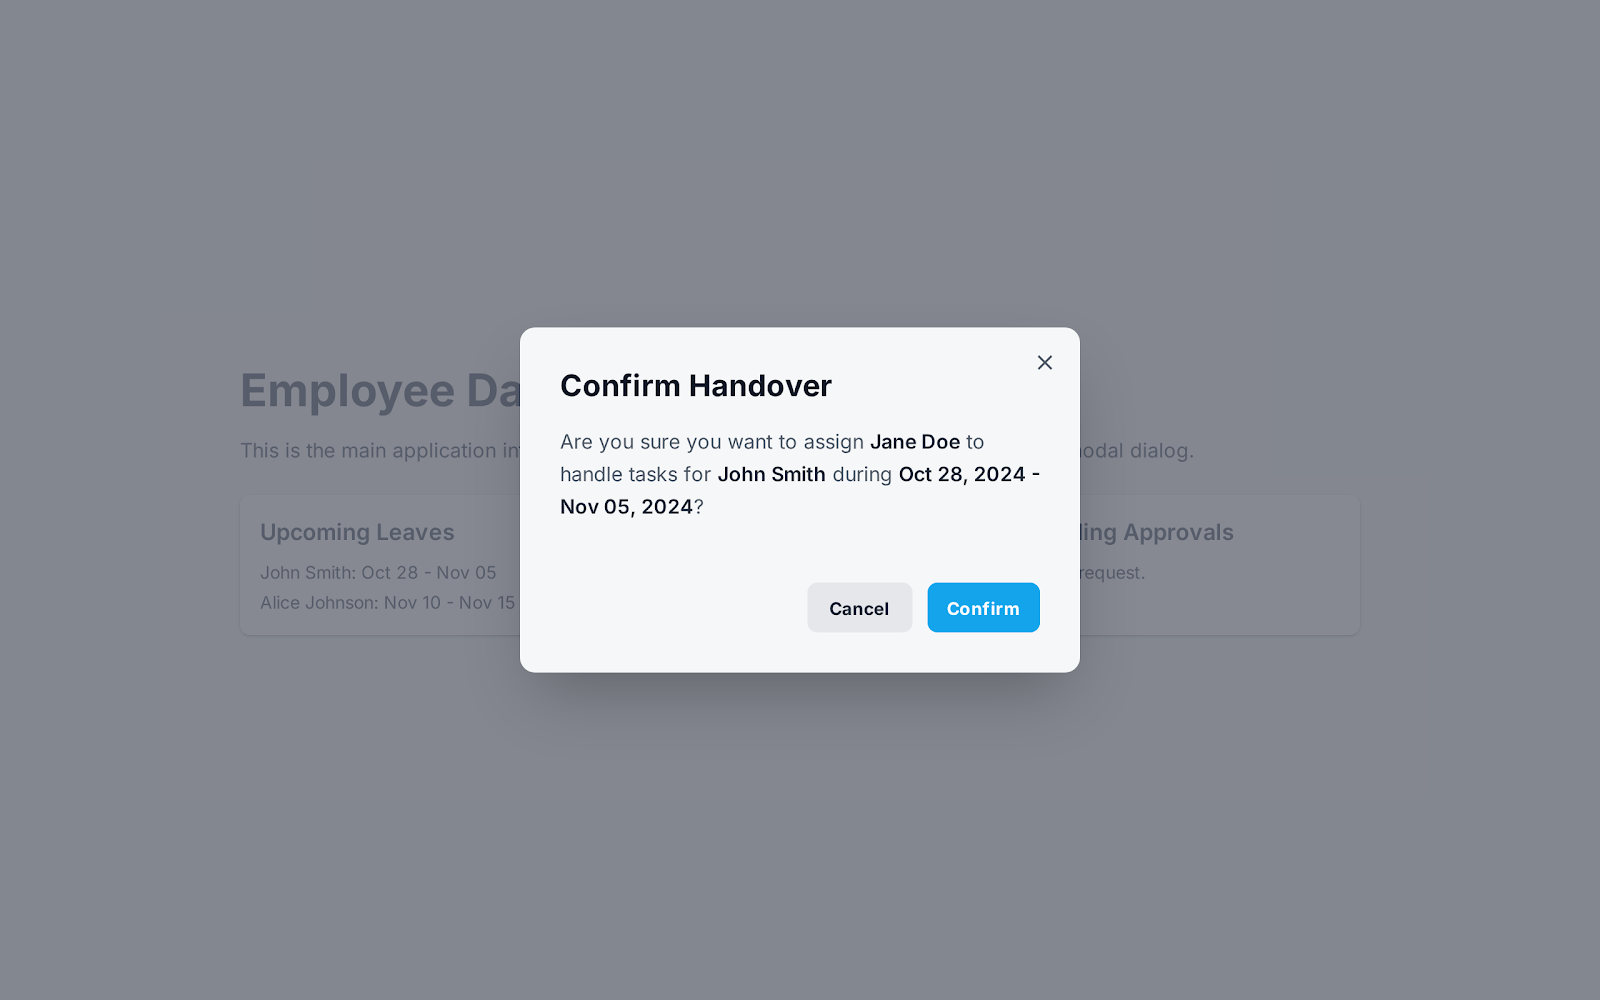 Confirm Handover
Are you sure you want to assign Jane Doe to
handle tasks for John Smith during Oct 28, 2024 -
Nov 05, 2024?
Cancel
Confirm
Employee Da
This is the main application in
odal dialog.
Upcoming Leaves
John Smith: Oct 28 - Nov 05
Alice Johnson: Nov 10 - Nov 15
ing Approvals
request.